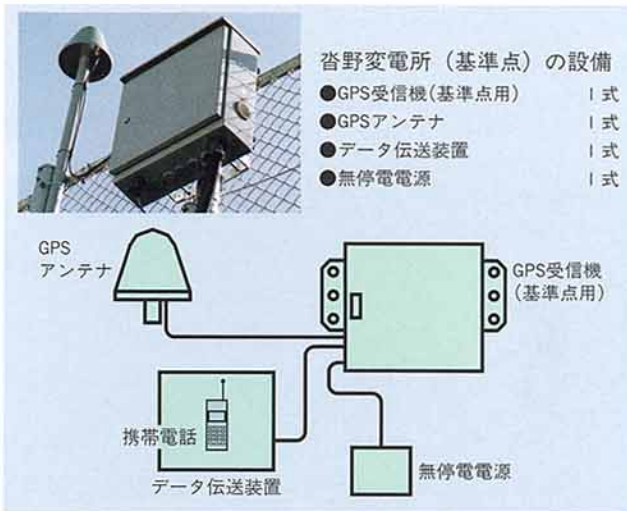 沓野変電所（基準点）の設備
●GPS受信機(基準点用) 1式
●GPSアンテナ 1式
●データ伝送装置 1式
●無停電電源 1式
GPS
アンテナ
GPS受信機
(基準点用)
携帯電話
データ伝送装置
無停電電源